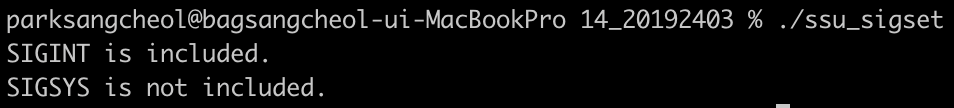 parksangcheol@bagsangcheol-ui-MacBookPro 14_20192403 % ./ssu_sigset
SIGINT is included.
SIGSYS is not included.